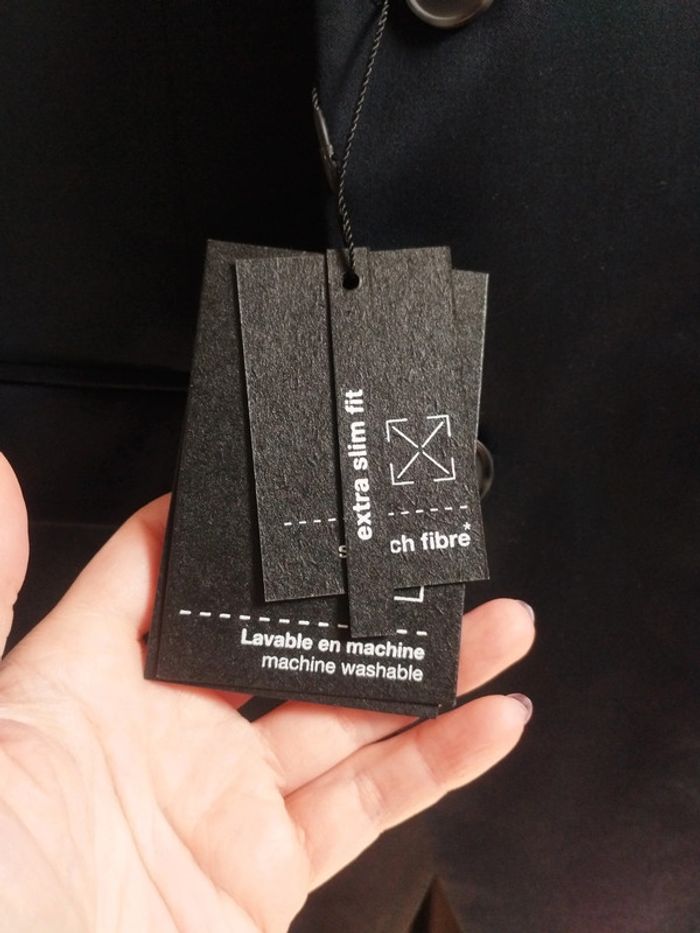 extra slim fit
ch fibre*
Lavable en machine
machine washable